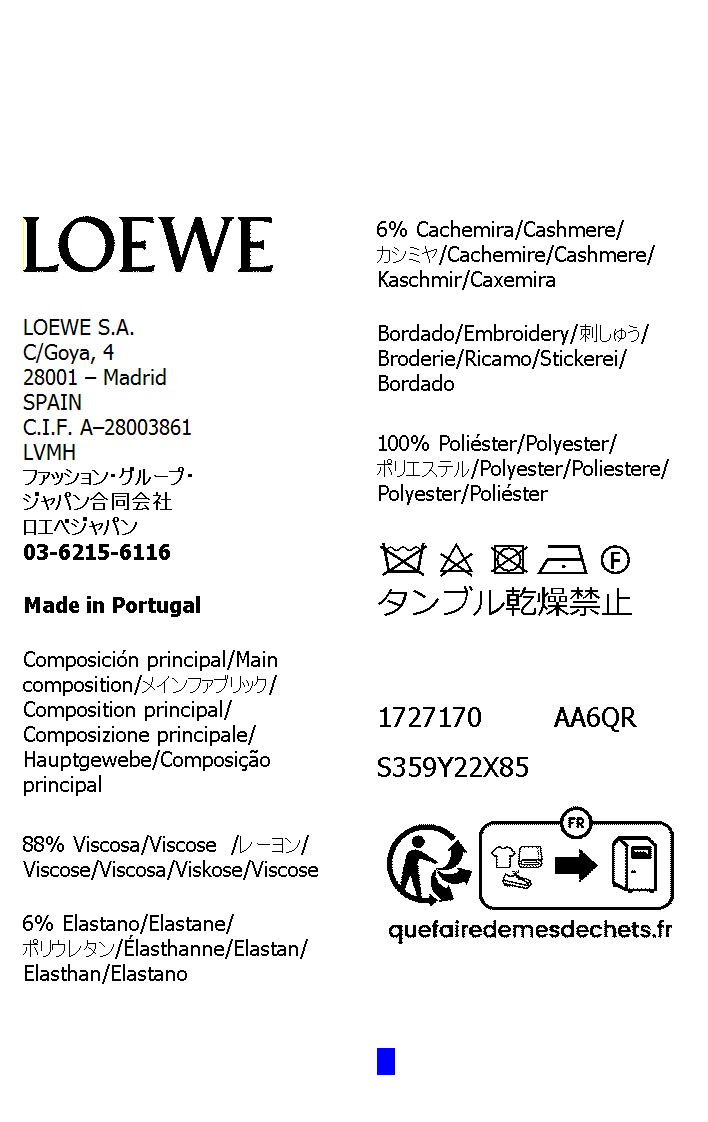 LOEWE
LOEWE S.A.
C/Goya, 4
28001 – Madrid
SPAIN
C.I.F. A–28003861
LVMH
ファッション・グループ・
ジャパン合同会社
ロエベジャパン
03-6215-6116
Made in Portugal
Composición principal/Main
composition/メインファブリック/
Composition principal/
Composizione principale/
Hauptgewebe/Composição
principal
88% Viscosa/Viscose /レーヨン/
Viscose/Viscosa/Viskose/Viscose
6% Elastano/Elastane/
ポリウレタン/Élasthanne/Elastan/
Elasthan/Elastano
6% Cachemira/Cashmere/
カシミヤ/Cachemire/Cashmere/
Kaschmir/Caxemira
Bordado/Embroidery/刺しゅう/
Broderie/Ricamo/Stickerei/
Bordado
100% Poliéster/Polyester/
ポリエステル/Polyester/Poliestere/
Polyester/Poliéster
F
タンブル乾燥禁止
1727170 AA6QR
S359Y22X85
FR
quefairedemesdechets.fr